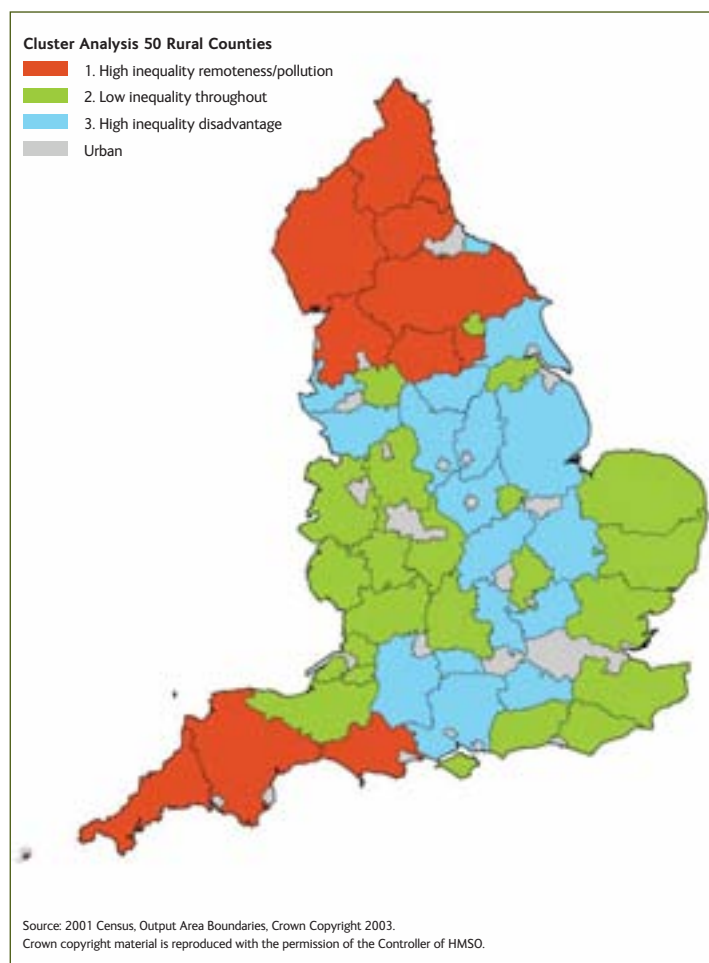 Cluster Analysis 50 Rural Counties
1. High inequality remoteness/pollution
2. Low inequality throughout
3. High inequality disadvantage
Urban
Source: 2001 Census, Output Area Boundaries, Crown Copyright 2003.
Crown copyright material is reproduced with the permission of the Controller of HMSO.